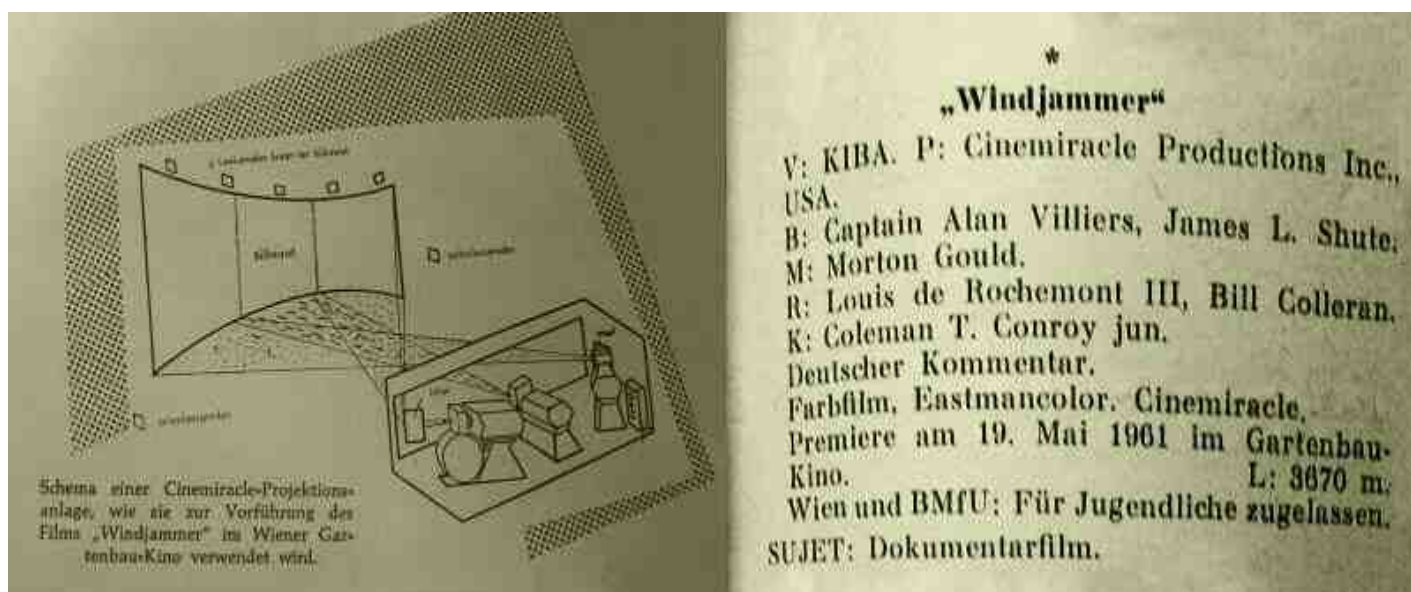 Bildwand
Schema einer Cinemiracle-Projektions-
anlage, wie sie zur Vorführung des
Films „Windjammer“ im Wiener Gar-
tenbau-Kino verwendet wird.
*
„Windjammer“
V: KIBA. P: Cinemiracle Productions Inc.,
USA.
B: Captain Alan Villiers, James L. Shute.
M: Morton Gould.
R: Louis de Rochemont III, Bill Colleran.
K: Coleman T. Conroy jun.
Deutscher Kommentar.
Farbfilm, Eastmancolor. Cinemiracle.
Premiere am 19. Mai 1961 im Gartenbau-
Kino. L: 3670 m.
Wien und BMfU: Für Jugendliche zugelassen.
SUJET: Dokumentarfilm.